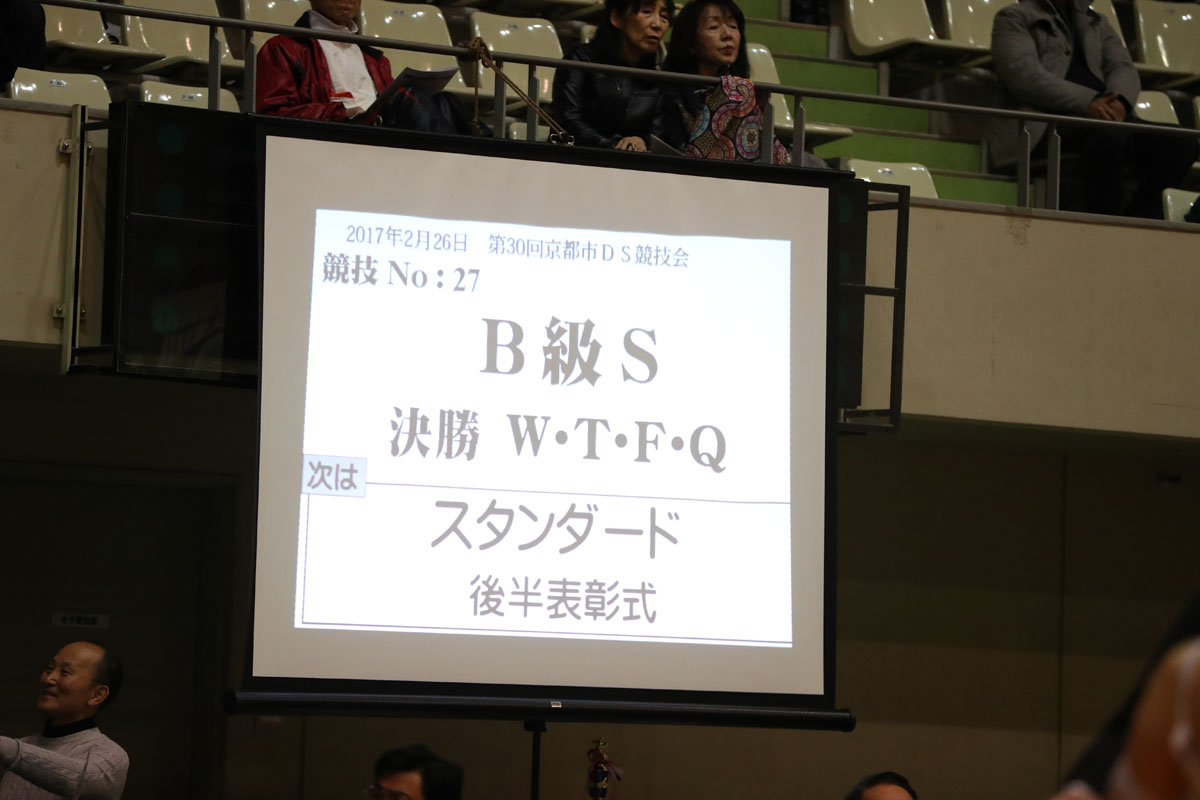 2017年2月26日　第30回京都市ＤＳ競技会
競技 No：27
B 級 S
決勝 W・T・F・Q
次は
スタンダード
後半表彰式